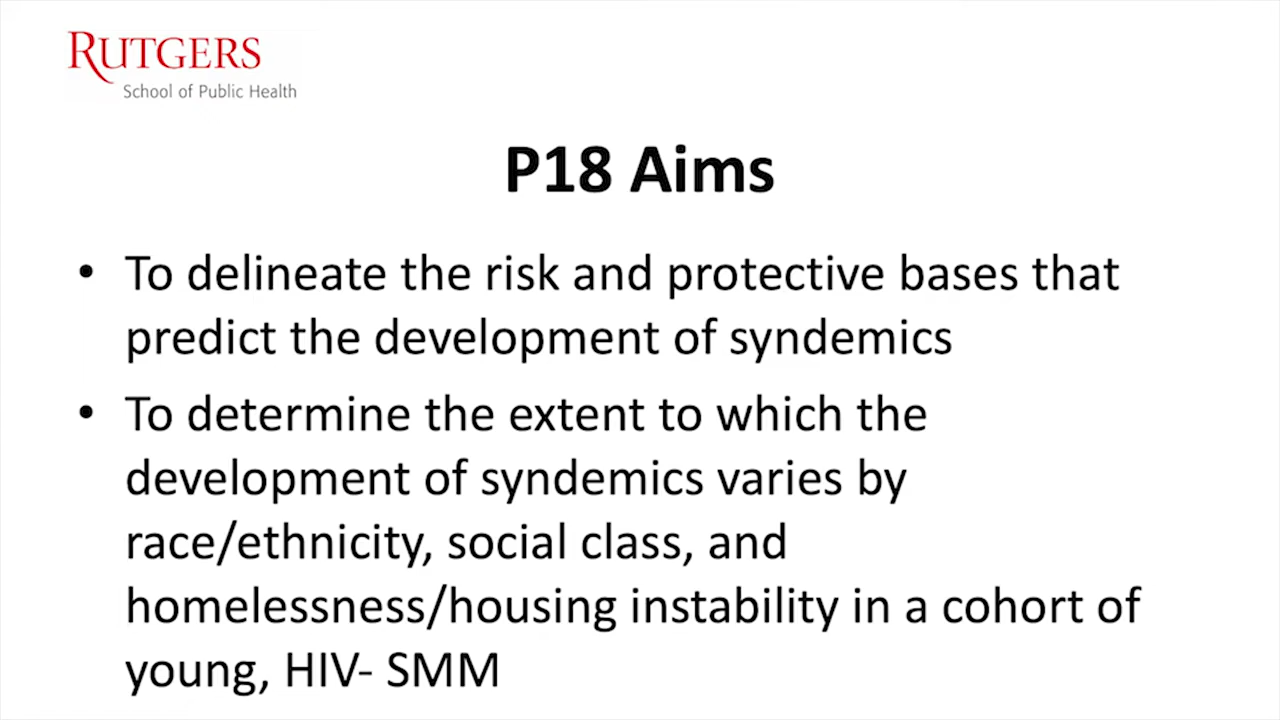 RUTGERS
School of Public Health
P18 Aims
• To delineate the risk and protective bases that
predict the development of syndemics
• To determine the extent to which the
development of syndemics varies by
race/ethnicity, social class, and
homelessness/housing instability in a cohort of
young, HIV- SMM